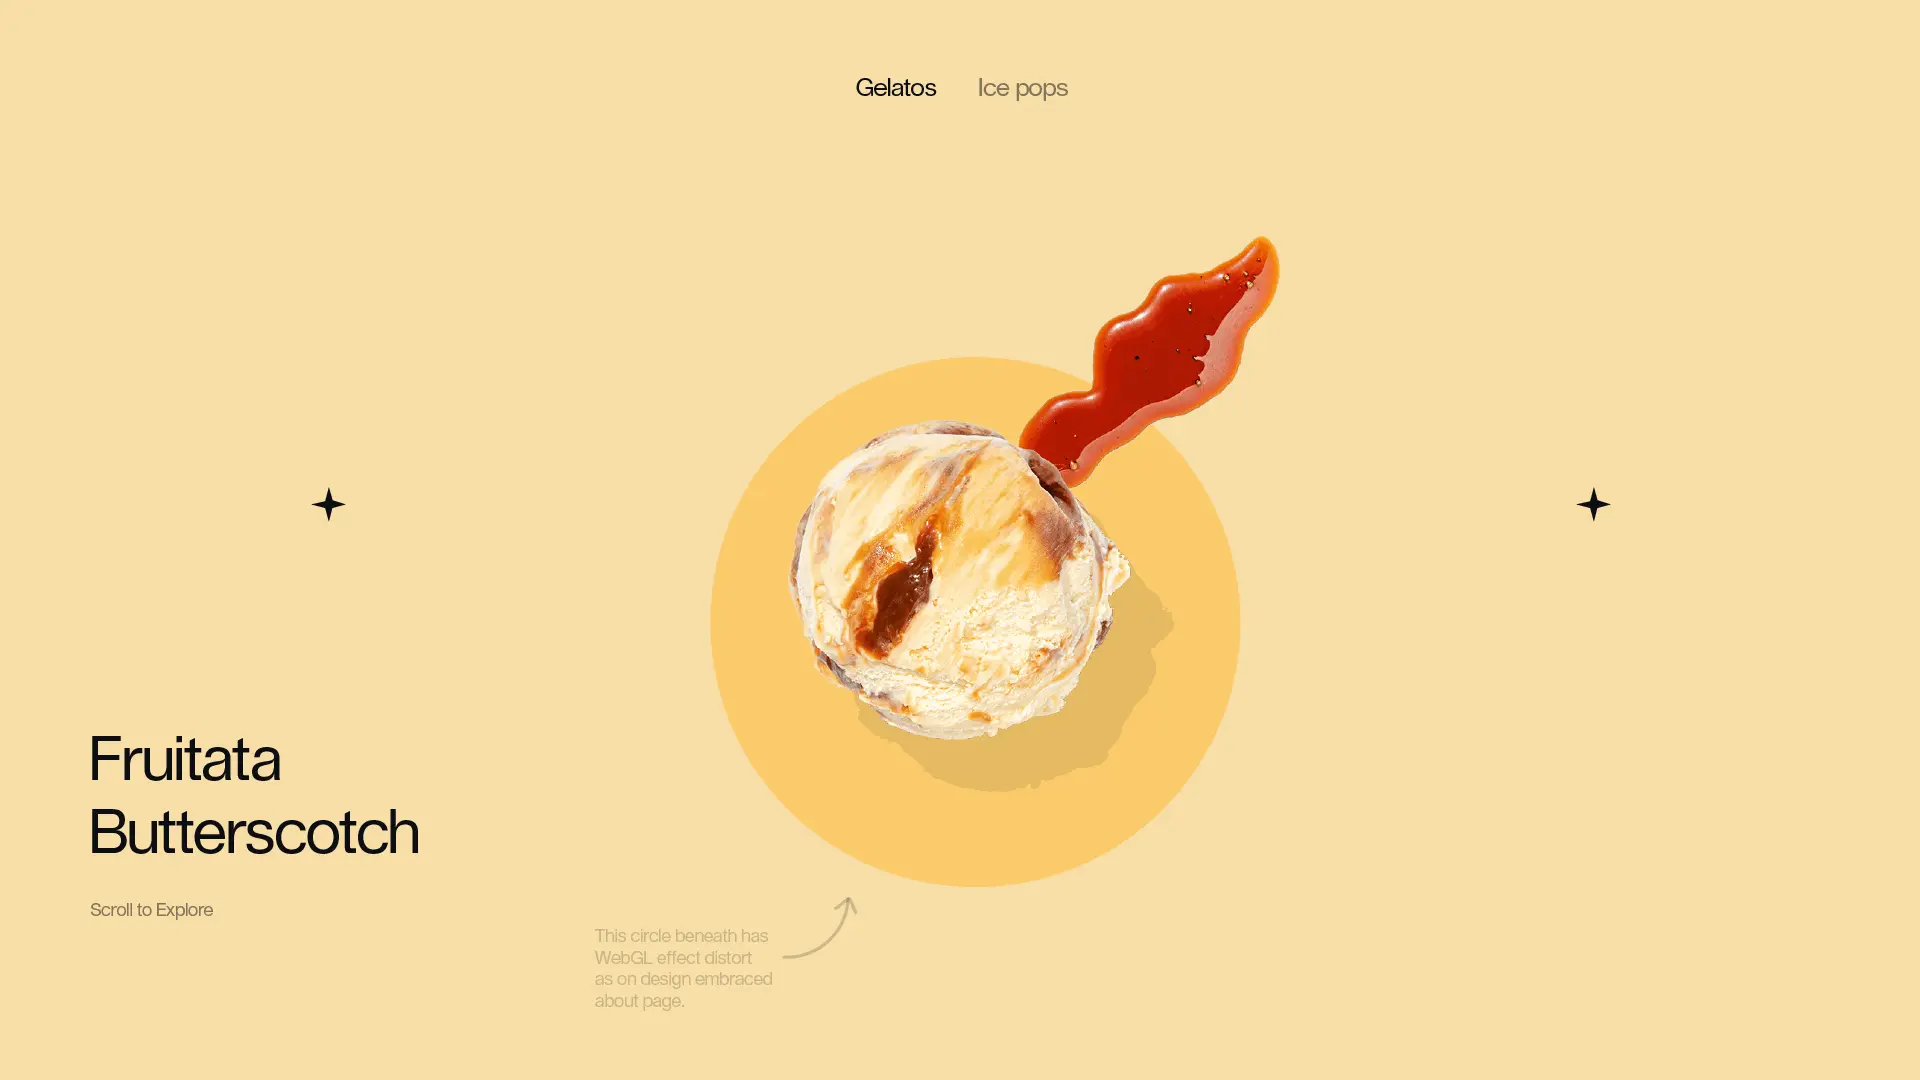 Gelatos Ice pops
Fruitata
Butterscotch
Scroll to Explore
This circle beneath has
WebGL effect distort
as on design embraced
about page.